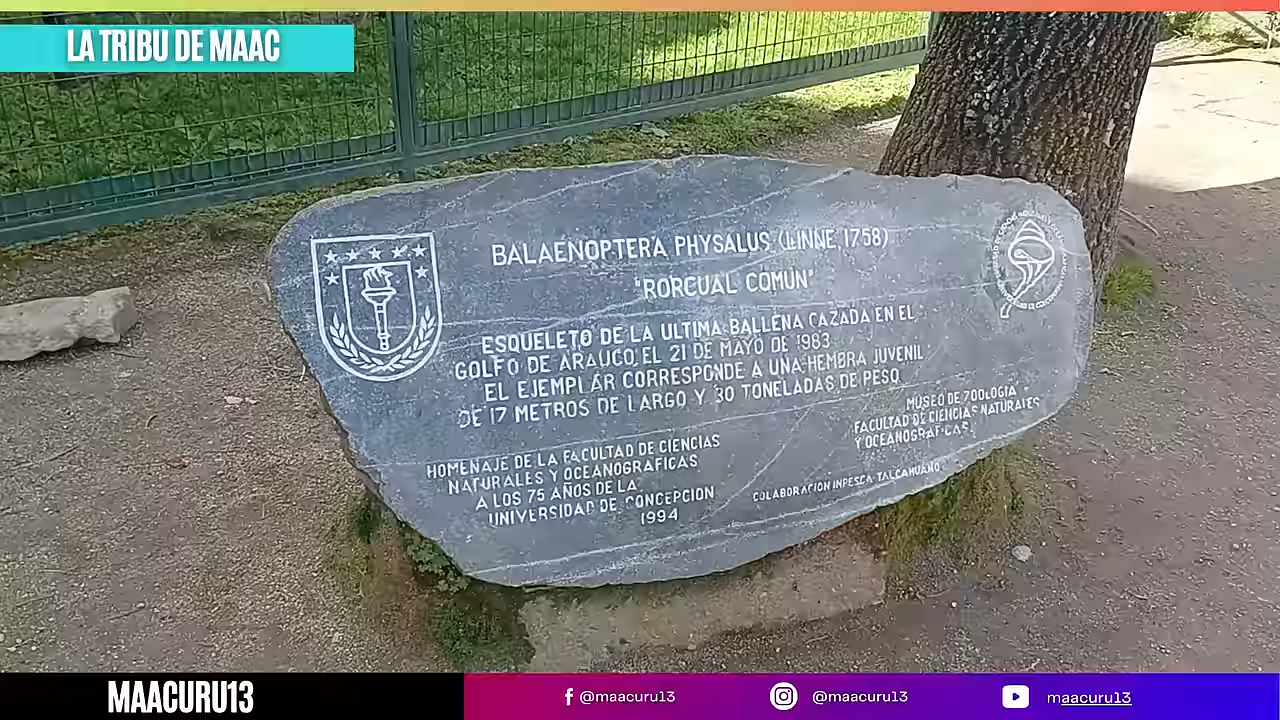 LA TRIBU DE MAAC
BALAENOPTERA PHYSALUS (LINNE, 1758)
"RORCUAL COMUN"
ESQUELETO DE LA ULTIMA BALLENA CAZADA EN EL
GOLFO DE ARAUCO, EL 21 DE MAYO DE 1983
EL EJEMPLAR CORRESPONDE A UNA HEMBRA JUVENIL
DE 17 METROS DE LARGO Y 30 TONELADAS DE PESO
HOMENAJE DE LA FACULTAD DE CIENCIAS
NATURALES Y OCEANOGRAFICAS
A LOS 75 AÑOS DE LA
UNIVERSIDAD DE CONCEPCION
1994
MUSEO DE ZOOLOGIA
FACULTAD DE CIENCIAS NATURALES
Y OCEANOGRAFICAS
COLABORACION INPESCA TALCAHUANO
MAACURU13
@maacuru13
@maacuru13
maacuru13